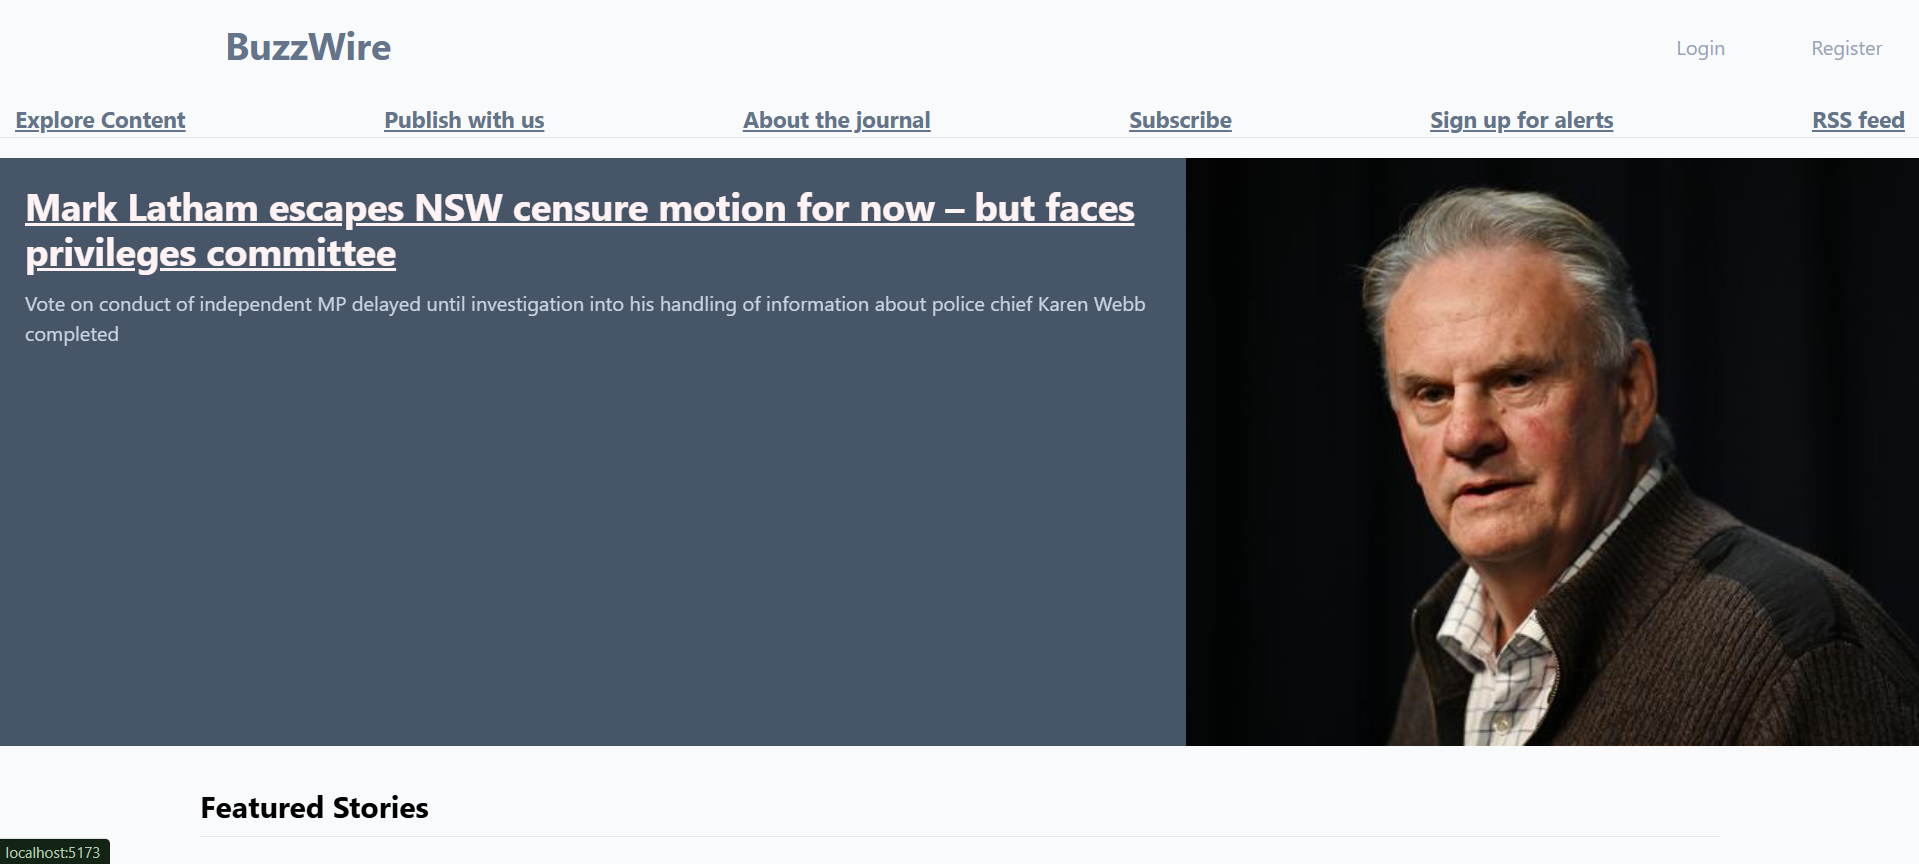 BuzzWire
Login Register
Explore Content Publish with us About the journal Subscribe Sign up for alerts RSS feed
Mark Latham escapes NSW censure motion for now – but faces
privileges committee
Vote on conduct of independent MP delayed until investigation into his handling of information about police chief Karen Webb
completed
Featured Stories
localhost:5173